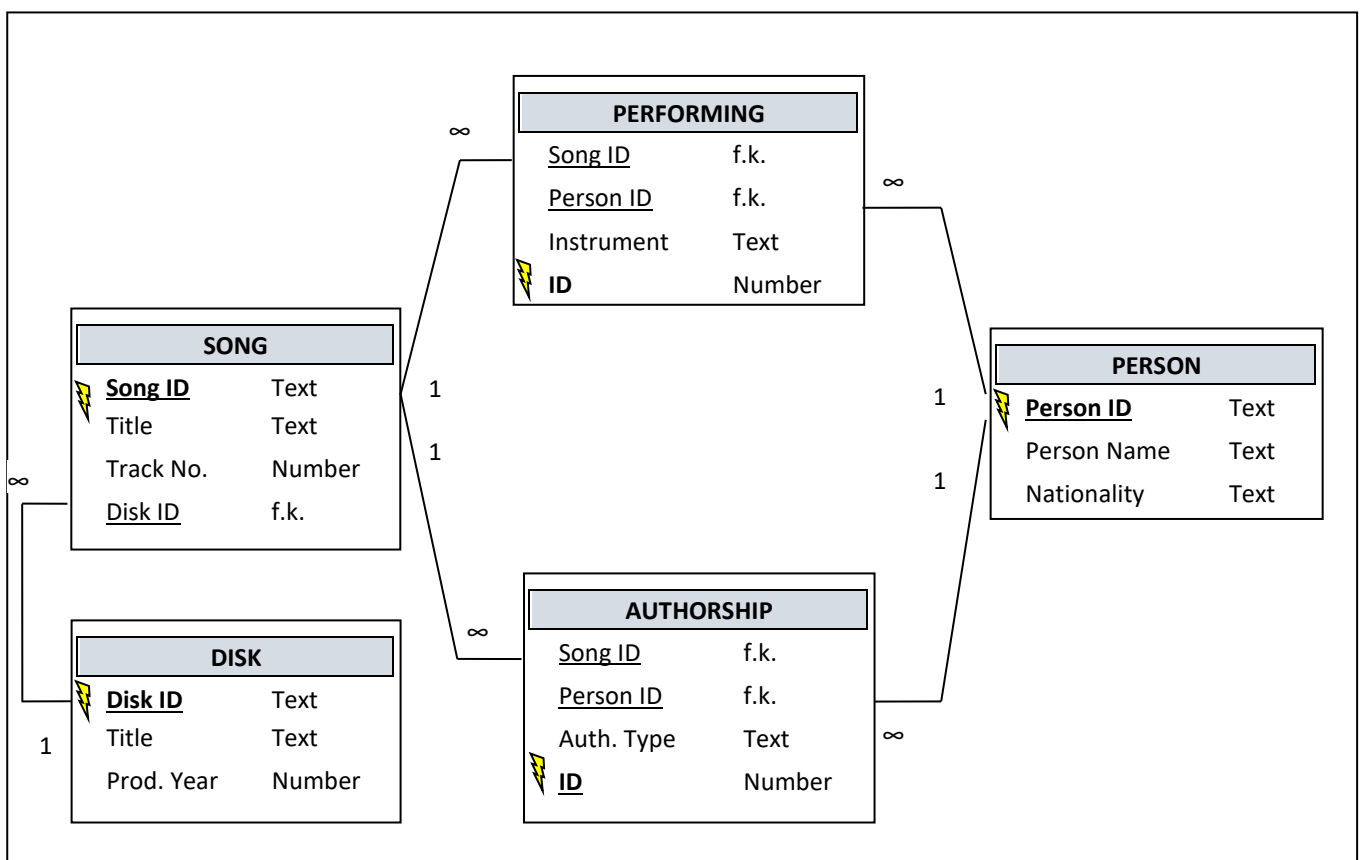 ∞
PERFORMING
Song ID f.k.
Person ID f.k.
Instrument Text
ID Number
∞
SONG
Song ID Text
Title Text
Track No. Number
Disk ID f.k.
1
1
∞
1
1
PERSON
Person ID Text
Person Name Text
Nationality Text
DISK
Disk ID Text
Title Text
Prod. Year Number
1
∞
AUTHORSHIP
Song ID f.k.
Person ID f.k.
Auth. Type Text
ID Number
∞